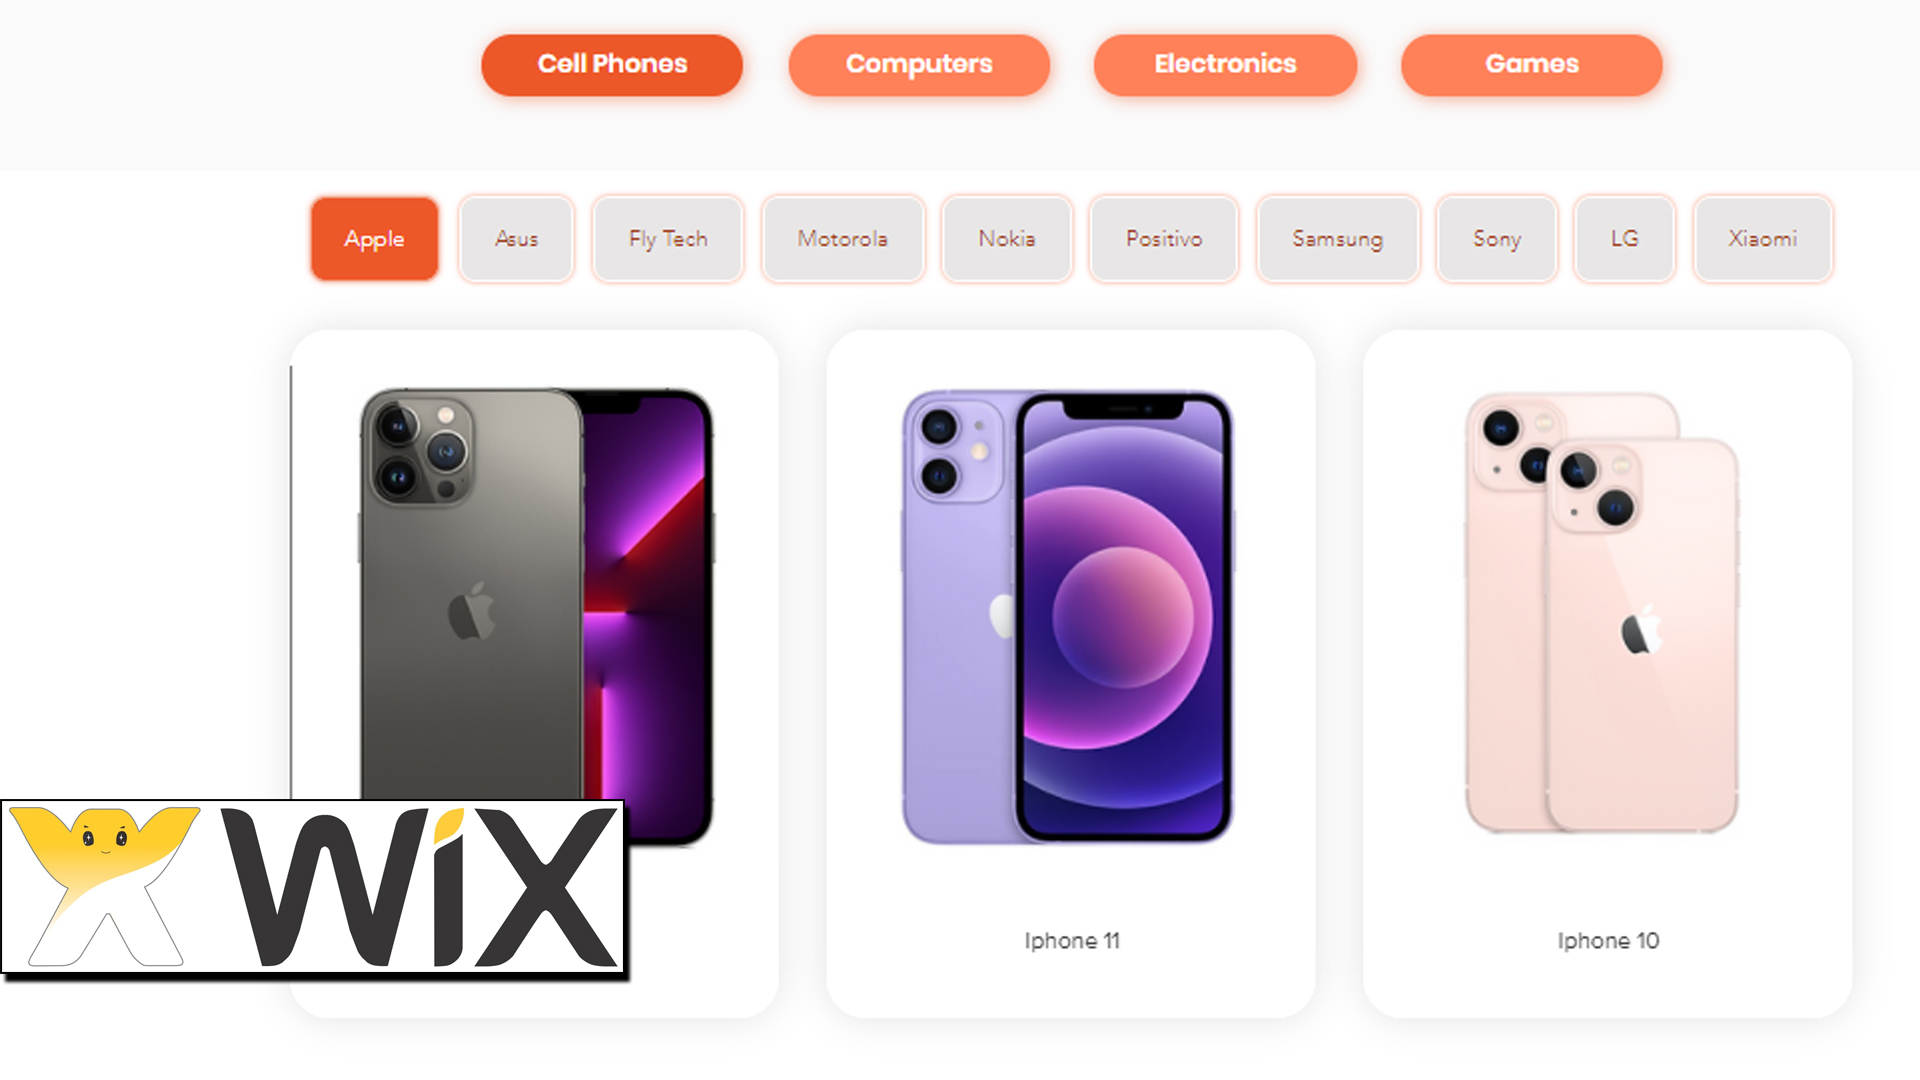 Cell Phones Computers Electronics Games
Apple Asus Fly Tech Motorola Nokia Positivo Samsung Sony LG Xiaomi
WiX
Iphone 11 Iphone 10